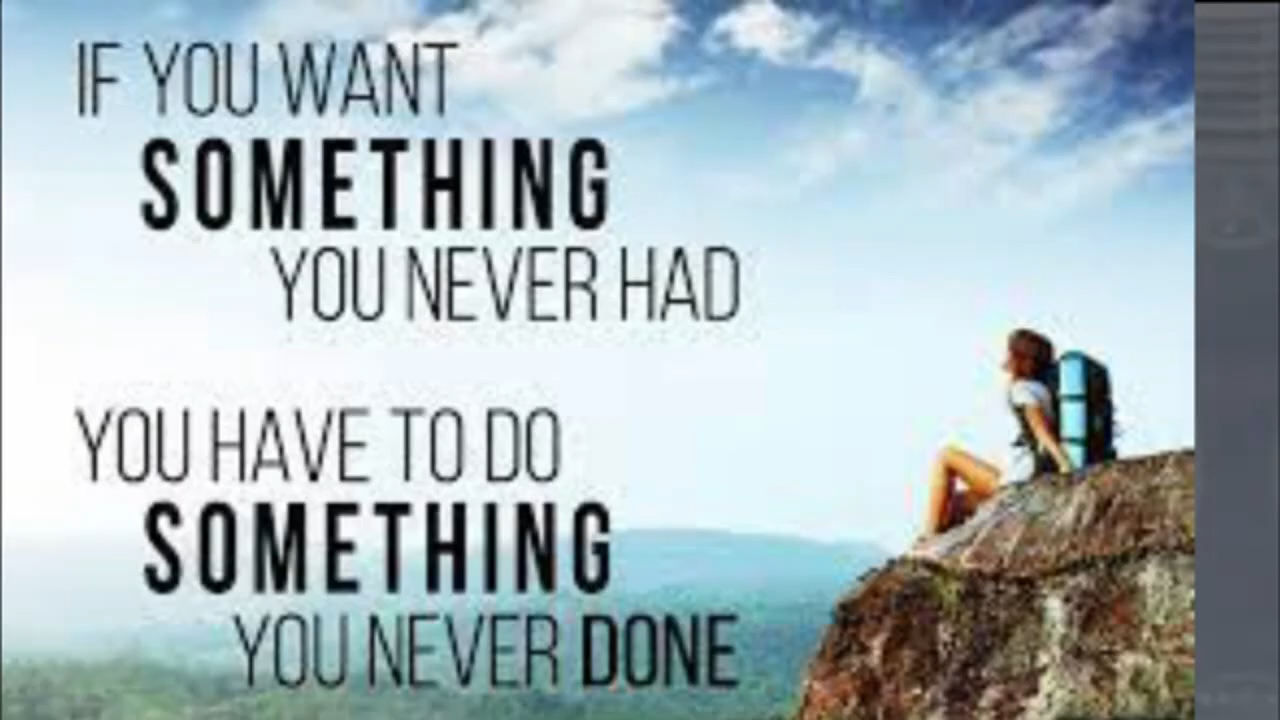 IF YOU WANT
SOMETHING
YOU NEVER HAD
YOU HAVE TO DO
SOMETHING
YOU NEVER DONE